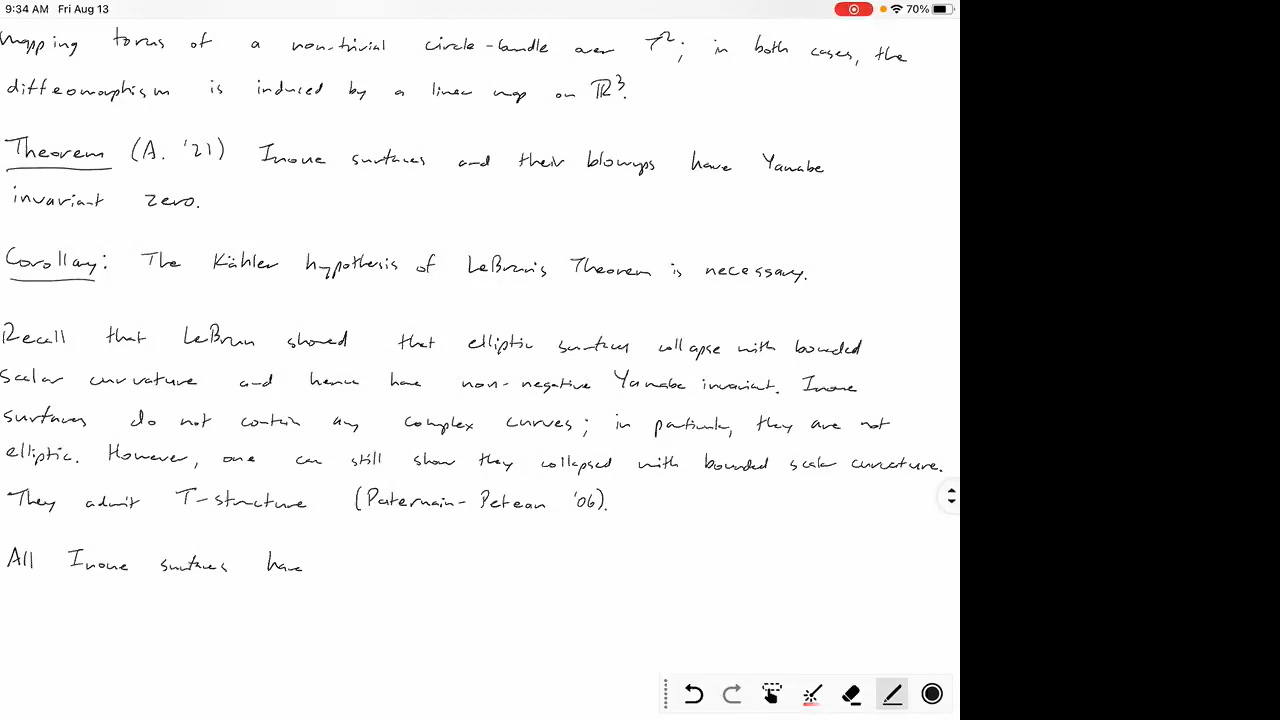 9:34 AM Fri Aug 13
70%
mapping torus of a non-trivial circle-bundle over T²; in both cases, the
diffeomorphism is induced by a linear map on ℝ³.
Theorem (A. '21) Inoue surfaces and their blowups have Yamabe
invariant zero.
Corollary: The Kähler hypothesis of LeBrun's Theorem is necessary.
Recall that LeBrun showed that elliptic surfaces collapse with bounded
scalar curvature and hence have non-negative Yamabe invariant. Inoue
surfaces do not contain any complex curves; in particular, they are not
elliptic. However, one can still show they collapsed with bounded scalar curvature.
They admit T-structure (Paternain-Petean '06).
All Inoue surfaces have